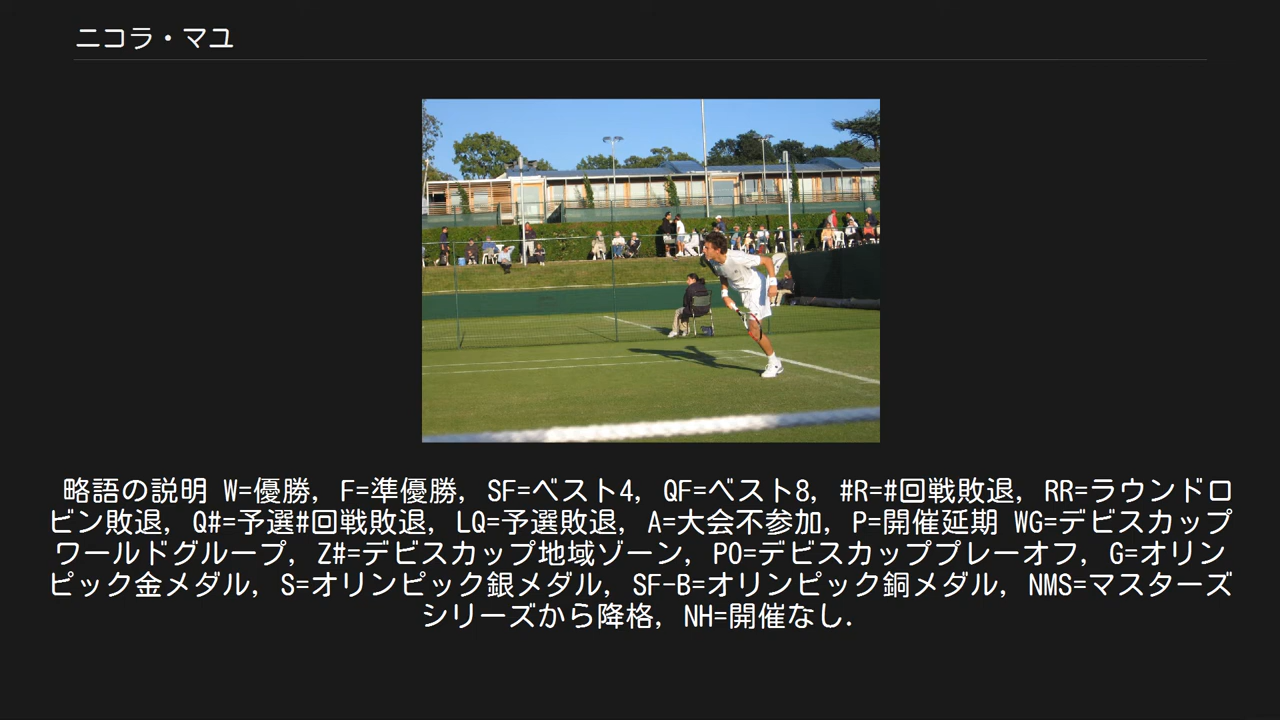 ニコラ・マユ
略語の説明 W=優勝, F=準優勝, SF=ベスト4, QF=ベスト8, #R=#回戦敗退, RR=ラウンドロ
ビン敗退, Q#=予選#回戦敗退, LQ=予選敗退, A=大会不参加, P=開催延期 WG=デビスカップ
ワールドグループ, Z#=デビスカップ地域ゾーン, PO=デビスカッププレーオフ, G=オリン
ピック金メダル, S=オリンピック銀メダル, SF-B=オリンピック銅メダル, NMS=マスターズ
シリーズから降格, NH=開催なし.